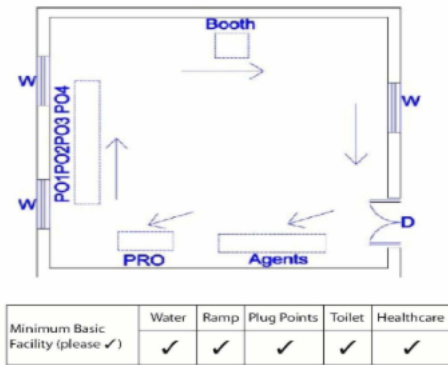 Booth
W
W
W
PO1PO2PO3 PO4
D
PRO
Agents
Minimum Basic Facility (please ✓)
Water
Ramp
Plug Points
Toilet
Healthcare
✓
✓
✓
✓
✓